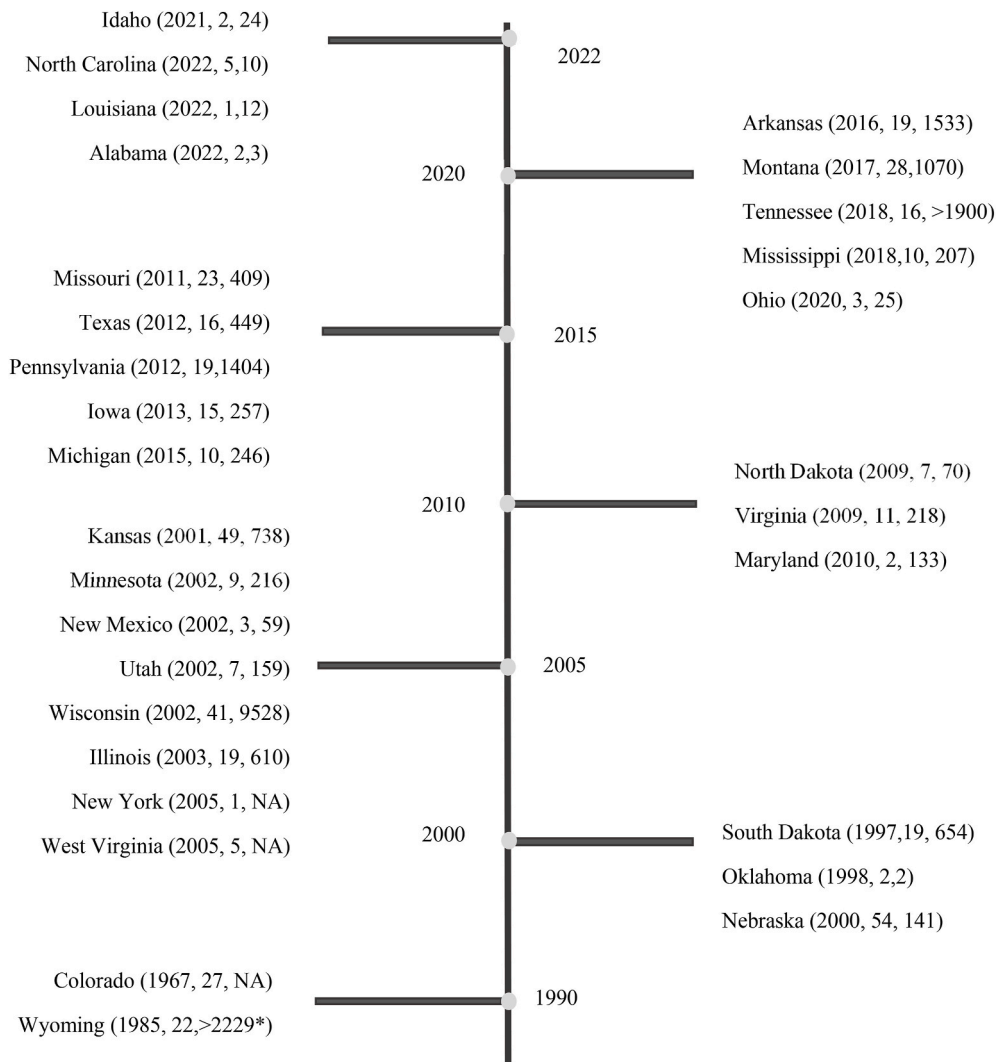 Idaho (2021, 2, 24)
North Carolina (2022, 5,10)
Louisiana (2022, 1,12)
Alabama (2022, 2,3)
2022
2020
Arkansas (2016, 19, 1533)
Montana (2017, 28,1070)
Tennessee (2018, 16, >1900)
Mississippi (2018,10, 207)
Ohio (2020, 3, 25)
Missouri (2011, 23, 409)
Texas (2012, 16, 449)
Pennsylvania (2012, 19,1404)
Iowa (2013, 15, 257)
Michigan (2015, 10, 246)
2015
2010
North Dakota (2009, 7, 70)
Virginia (2009, 11, 218)
Maryland (2010, 2, 133)
Kansas (2001, 49, 738)
Minnesota (2002, 9, 216)
New Mexico (2002, 3, 59)
Utah (2002, 7, 159)
Wisconsin (2002, 41, 9528)
Illinois (2003, 19, 610)
New York (2005, 1, NA)
West Virginia (2005, 5, NA)
2005
2000
South Dakota (1997,19, 654)
Oklahoma (1998, 2,2)
Nebraska (2000, 54, 141)
Colorado (1967, 27, NA)
Wyoming (1985, 22,>2229*)
1990